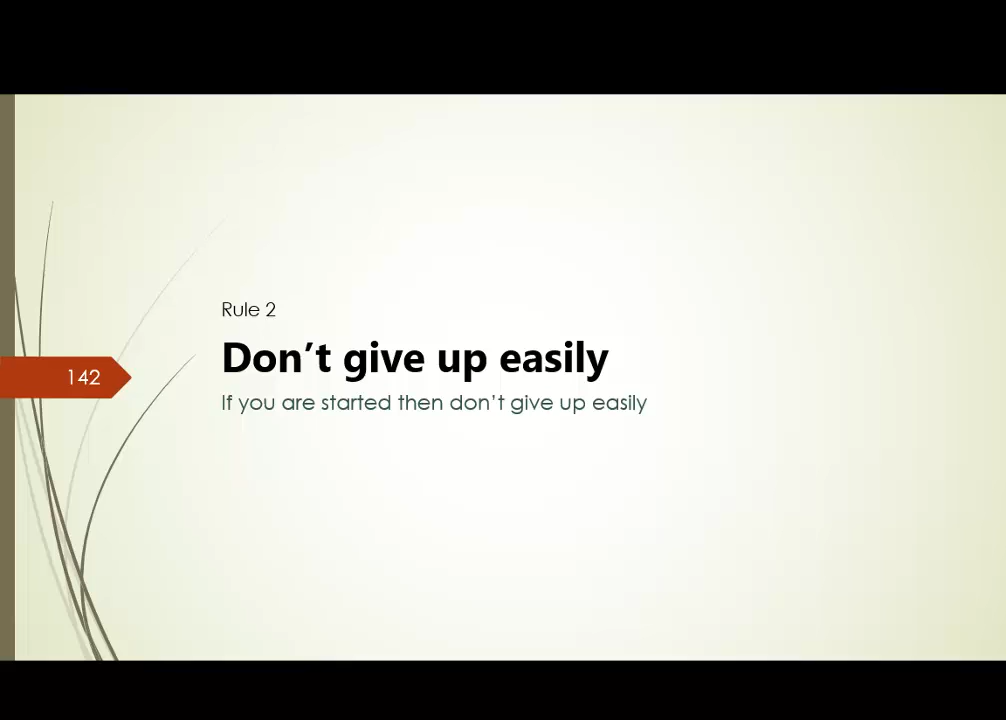 Rule 2
Don’t give up easily
142
If you are started then don’t give up easily